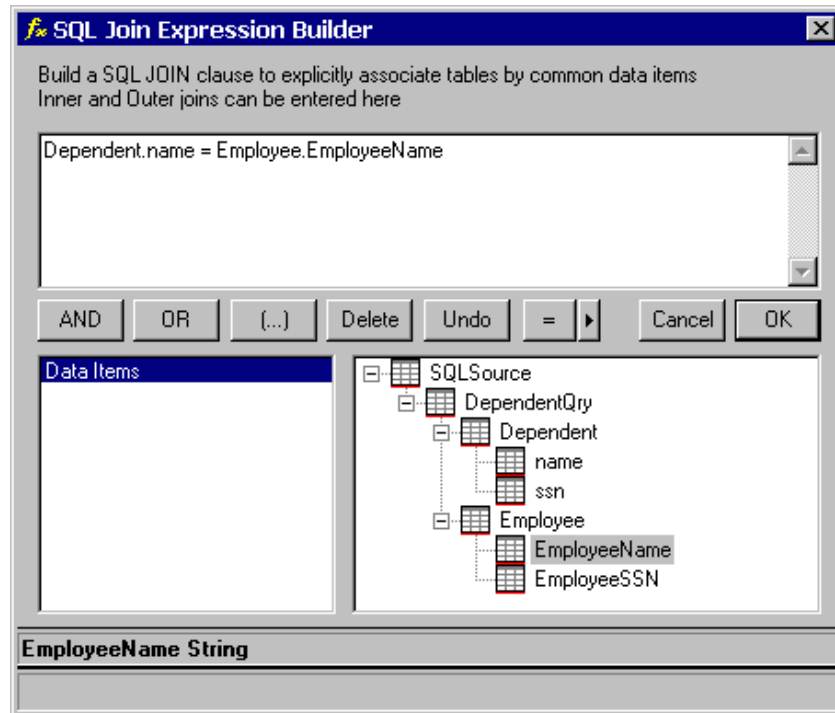 SQL Join Expression Builder
Build a SQL JOIN clause to explicitly associate tables by common data items
Inner and Outer joins can be entered here
Dependent.name = Employee.EmployeeName
AND OR (...) Delete Undo = Cancel OK
Data Items
SQLSource
DependentQry
Dependent
name
ssn
Employee
EmployeeName
EmployeeSSN
EmployeeName String